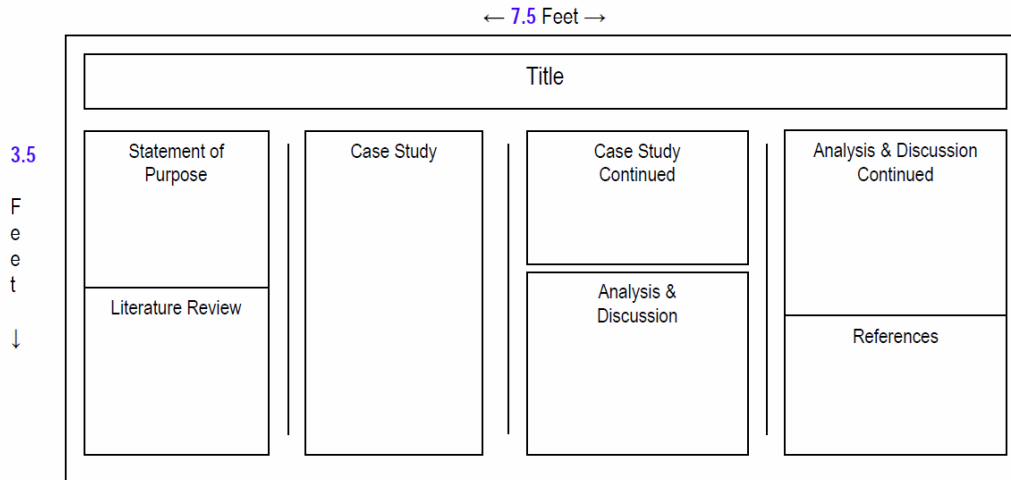 ← 7.5 Feet →
Title
3.5
F
e
e
t
↓
Statement of
Purpose
Literature Review
Case Study
Case Study
Continued
Analysis &
Discussion
Analysis & Discussion
Continued
References